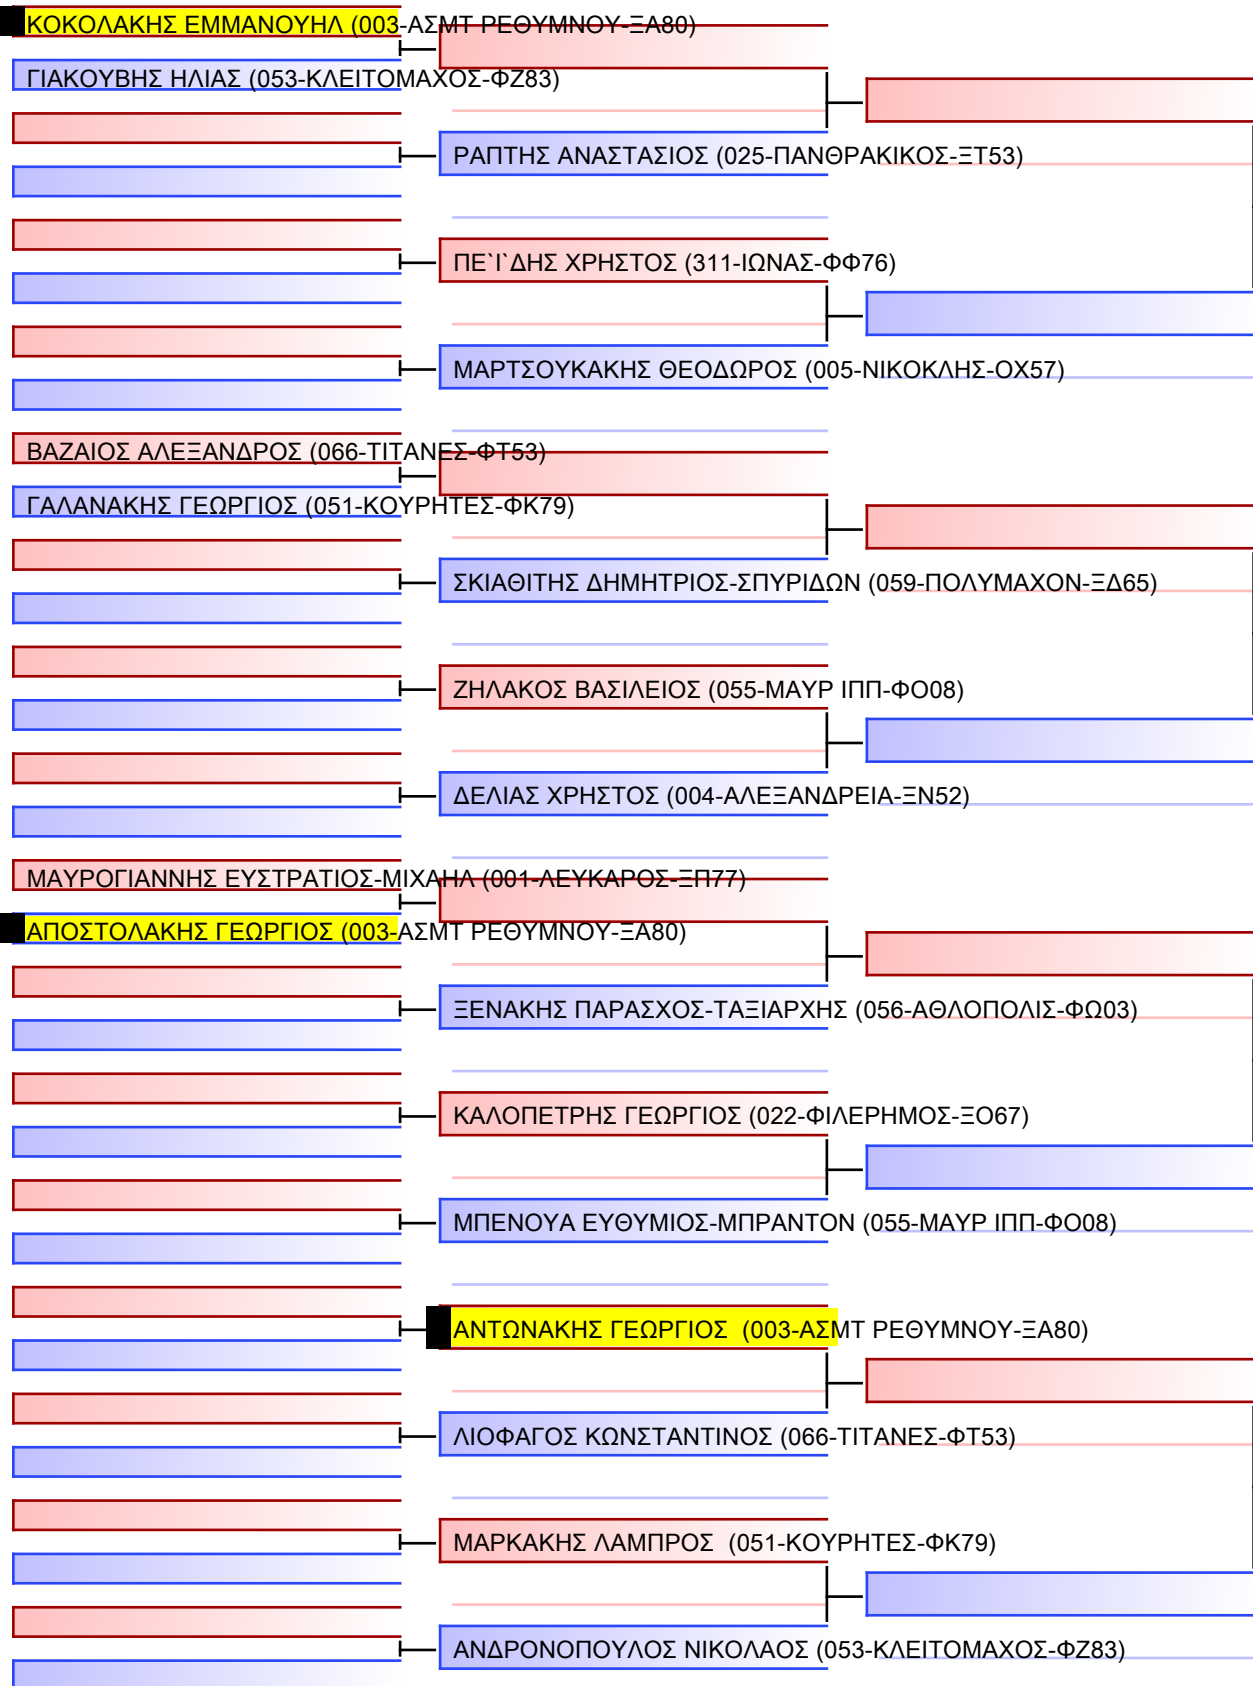 ΚΟΚΟΛΑΚΗΣ ΕΜΜΑΝΟΥΗΛ (003-ΑΣΜΤ ΡΕΘΥΜΝΟΥ-ΞΑ80)
ΓΙΑΚΟΥΒΗΣ ΗΛΙΑΣ (053-ΚΛΕΙΤΟΜΑΧΟΣ-ΦΖ83)
ΡΑΠΤΗΣ ΑΝΑΣΤΑΣΙΟΣ (025-ΠΑΝΘΡΑΚΙΚΟΣ-ΞΤ53)
ΠΕ`Ι`ΔΗΣ ΧΡΗΣΤΟΣ (311-ΙΩΝΑΣ-ΦΦ76)
ΜΑΡΤΣΟΥΚΑΚΗΣ ΘΕΟΔΩΡΟΣ (005-ΝΙΚΟΚΛΗΣ-ΟΧ57)
ΒΑΖΑΙΟΣ ΑΛΕΞΑΝΔΡΟΣ (066-ΤΙΤΑΝΕΣ-ΦΤ53)
ΓΑΛΑΝΑΚΗΣ ΓΕΩΡΓΙΟΣ (051-ΚΟΥΡΗΤΕΣ-ΦΚ79)
ΣΚΙΑΘΙΤΗΣ ΔΗΜΗΤΡΙΟΣ-ΣΠΥΡΙΔΩΝ (059-ΠΟΛΥΜΑΧΟΝ-ΞΔ65)
ΖΗΛΑΚΟΣ ΒΑΣΙΛΕΙΟΣ (055-ΜΑΥΡ ΙΠΠ-ΦΟ08)
ΔΕΛΙΑΣ ΧΡΗΣΤΟΣ (004-ΑΛΕΞΑΝΔΡΕΙΑ-ΞΝ52)
ΜΑΥΡΟΓΙΑΝΝΗΣ ΕΥΣΤΡΑΤΙΟΣ-ΜΙΧΑΗΛ (001-ΛΕΥΚΑΡΟΣ-ΞΠ77)
ΑΠΟΣΤΟΛΑΚΗΣ ΓΕΩΡΓΙΟΣ (003-ΑΣΜΤ ΡΕΘΥΜΝΟΥ-ΞΑ80)
ΞΕΝΑΚΗΣ ΠΑΡΑΣΧΟΣ-ΤΑΞΙΑΡΧΗΣ (056-ΑΘΛΟΠΟΛΙΣ-ΦΩ03)
ΚΑΛΟΠΕΤΡΗΣ ΓΕΩΡΓΙΟΣ (022-ΦΙΛΕΡΗΜΟΣ-ΞΟ67)
ΜΠΕΝΟΥΑ ΕΥΘΥΜΙΟΣ-ΜΠΡΑΝΤΟΝ (055-ΜΑΥΡ ΙΠΠ-ΦΟ08)
ΑΝΤΩΝΑΚΗΣ ΓΕΩΡΓΙΟΣ (003-ΑΣΜΤ ΡΕΘΥΜΝΟΥ-ΞΑ80)
ΛΙΟΦΑΓΟΣ ΚΩΝΣΤΑΝΤΙΝΟΣ (066-ΤΙΤΑΝΕΣ-ΦΤ53)
ΜΑΡΚΑΚΗΣ ΛΑΜΠΡΟΣ (051-ΚΟΥΡΗΤΕΣ-ΦΚ79)
ΑΝΔΡΟΝΟΠΟΥΛΟΣ ΝΙΚΟΛΑΟΣ (053-ΚΛΕΙΤΟΜΑΧΟΣ-ΦΖ83)